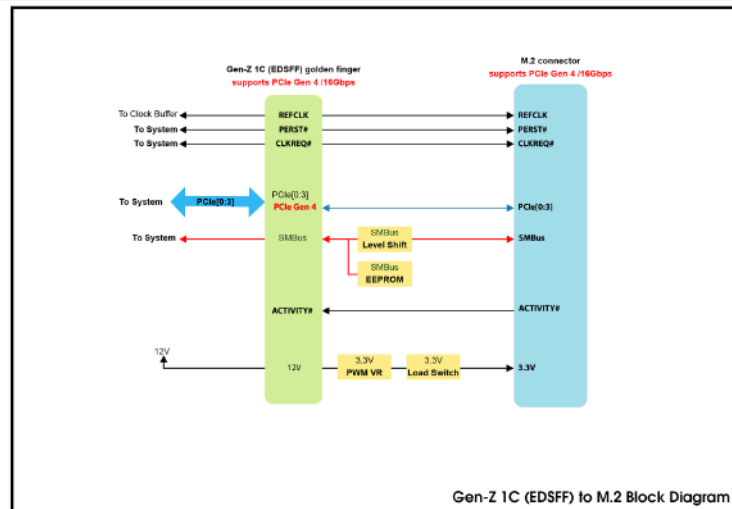 Gen-Z 1C (EDSFF) golden finger
supports PCIe Gen 4 /16Gbps
M.2 connector
supports PCIe Gen 4 /16Gbps
To Clock Buffer
REFCLK
REFCLK
To System
PERST#
PERST#
To System
CLKREQ#
CLKREQ#
To System
PCIe[0:3]
PCIe[0:3]
PCIe Gen 4
PCIe[0:3]
To System
SMBus
SMBus
Level Shift
SMBus
SMBus
EEPROM
ACTIVITY#
ACTIVITY#
12V
12V
3.3V
PWM VR
3.3V
Load Switch
3.3V
Gen-Z 1C (EDSFF) to M.2 Block Diagram